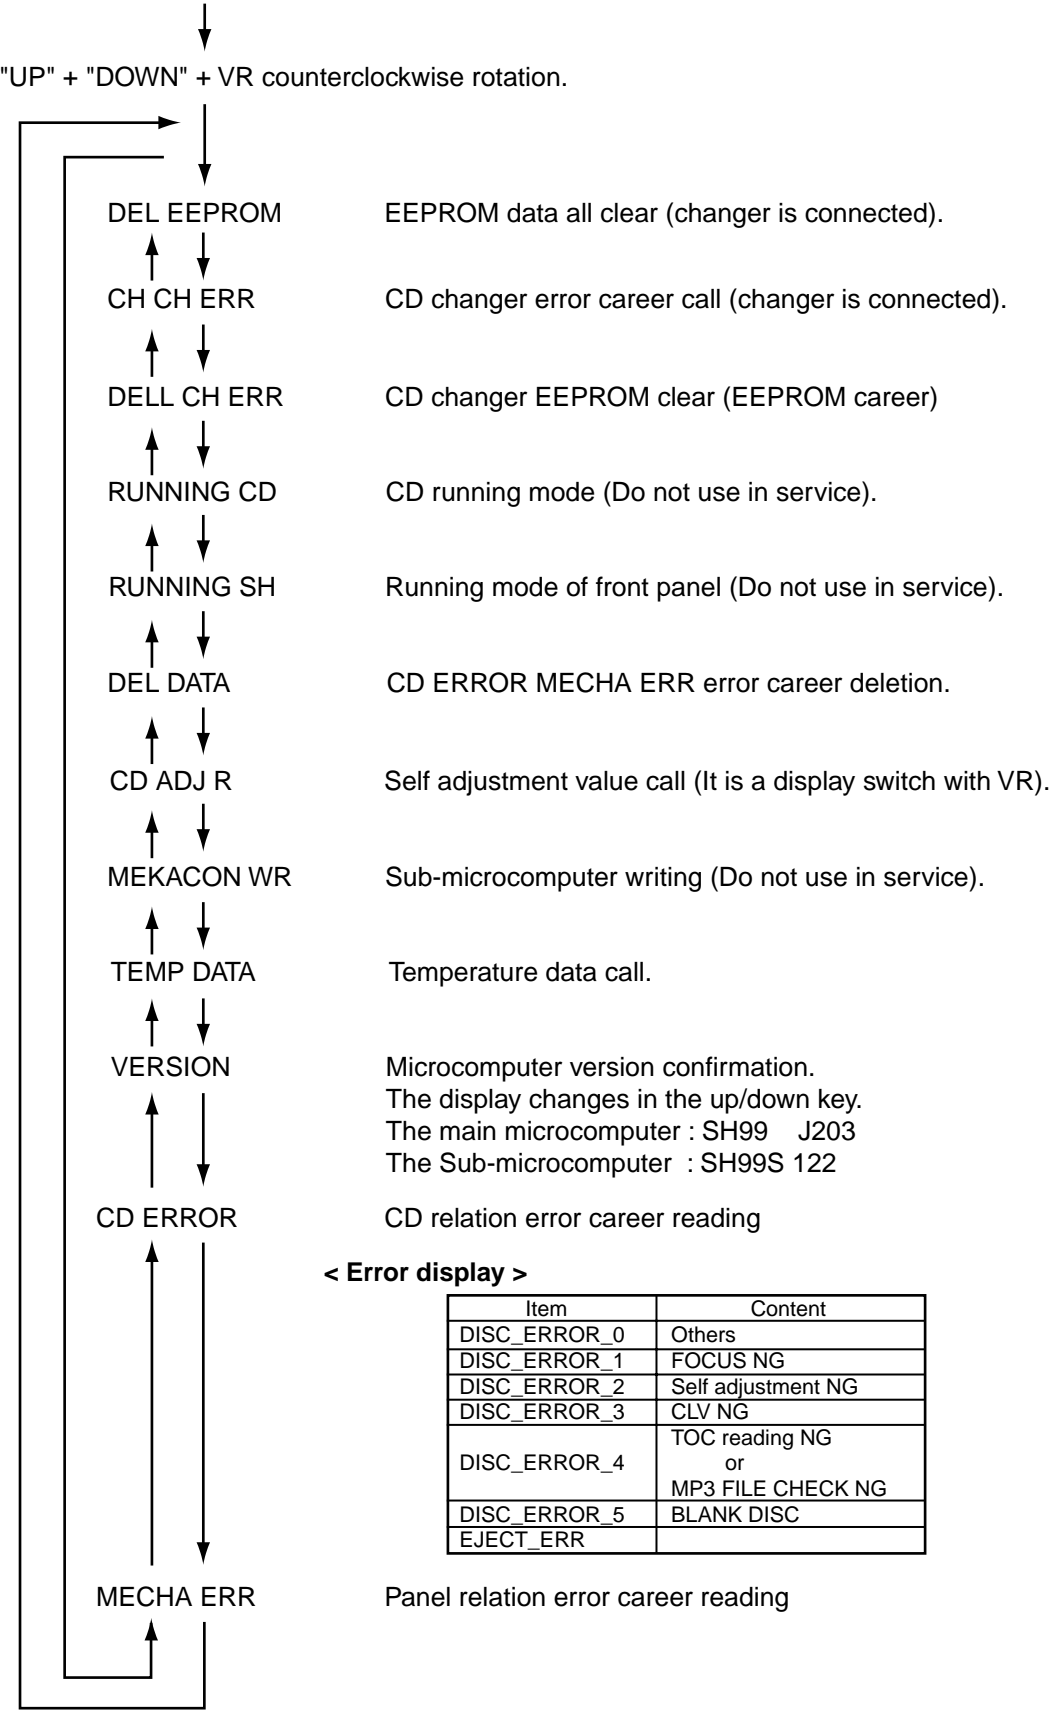 "UP" + "DOWN" + VR counterclockwise rotation.
DEL EEPROM EEPROM data all clear (changer is connected).
CH CH ERR CD changer error career call (changer is connected).
DELL CH ERR CD changer EEPROM clear (EEPROM career)
RUNNING CD CD running mode (Do not use in service).
RUNNING SH Running mode of front panel (Do not use in service).
DEL DATA CD ERROR MECHA ERR error career deletion.
CD ADJ R Self adjustment value call (It is a display switch with VR).
MEKACON WR Sub-microcomputer writing (Do not use in service).
TEMP DATA Temperature data call.
VERSION Microcomputer version confirmation.
The display changes in the up/down key.
The main microcomputer : SH99 J203
The Sub-microcomputer : SH99S 122
CD ERROR CD relation error career reading
< Error display >
Item Content
DISC_ERROR_0 Others
DISC_ERROR_1 FOCUS NG
DISC_ERROR_2 Self adjustment NG
DISC_ERROR_3 CLV NG
TOC reading NG
DISC_ERROR_4 or
MP3 FILE CHECK NG
DISC_ERROR_5 BLANK DISC
EJECT_ERR
MECHA ERR Panel relation error career reading